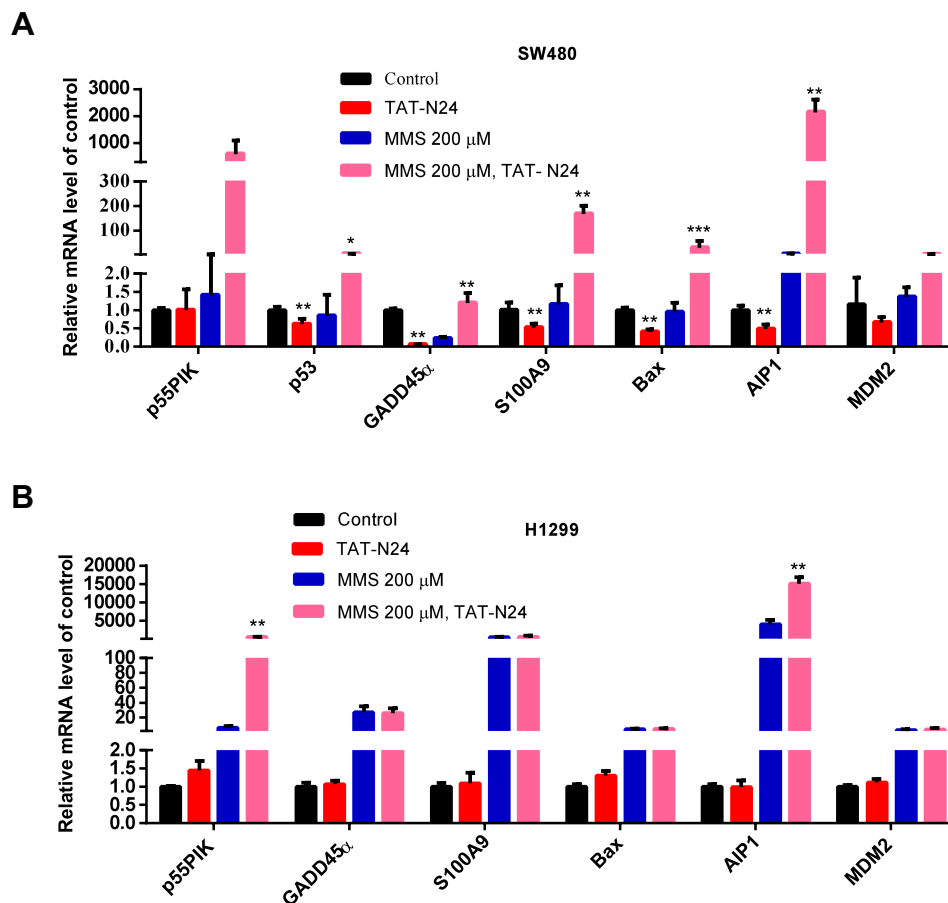 A
SW480
Control
TAT-N24
MMS 200 μM
MMS 200 μM, TAT- N24
Relative mRNA level of control
3000
2000
1000
300
200
100
2.0
1.5
1.0
0.5
0.0
**
**
*
**
***
**
**
**
**
**
**
p55PIK
p53
GADD45α
S100A9
Bax
AIP1
MDM2
B
H1299
Control
TAT-N24
MMS 200 μM
MMS 200 μM, TAT-N24
Relative mRNA level of control
20000
15000
10000
5000
100
80
60
40
20
2.0
1.5
1.0
0.5
0.0
**
**
p55PIK
GADD45α
S100A9
Bax
AIP1
MDM2